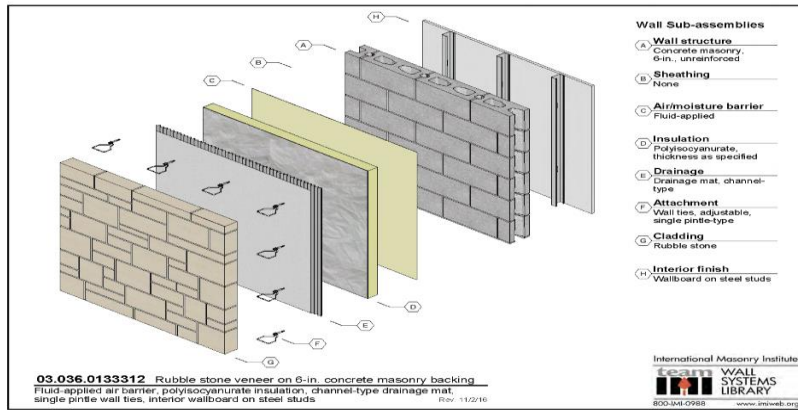 H
A
B
C
D
E
F
G
Wall Sub-assemblies
A Wall structure
Concrete masonry,
6-in., unreinforced
B Sheathing
None
C Air/moisture barrier
Fluid-applied
D Insulation
Polyisocyanurate,
thickness as specified
E Drainage
Drainage mat, channel-
type
F Attachment
Wall ties, adjustable,
single pintle-type
G Cladding
Rubble stone
H Interior finish
Wallboard on steel studs
03.036.0133312 Rubble stone veneer on 6-in. concrete masonry backing
Fluid-applied air barrier, polyisocyanurate insulation, channel-type drainage mat,
single pintle wall ties, interior wallboard on steel studs Rev. 11/2/16
International Masonry Institute
team
IMI
WALL
SYSTEMS
LIBRARY
800-IMI-0988 www.imiweb.org